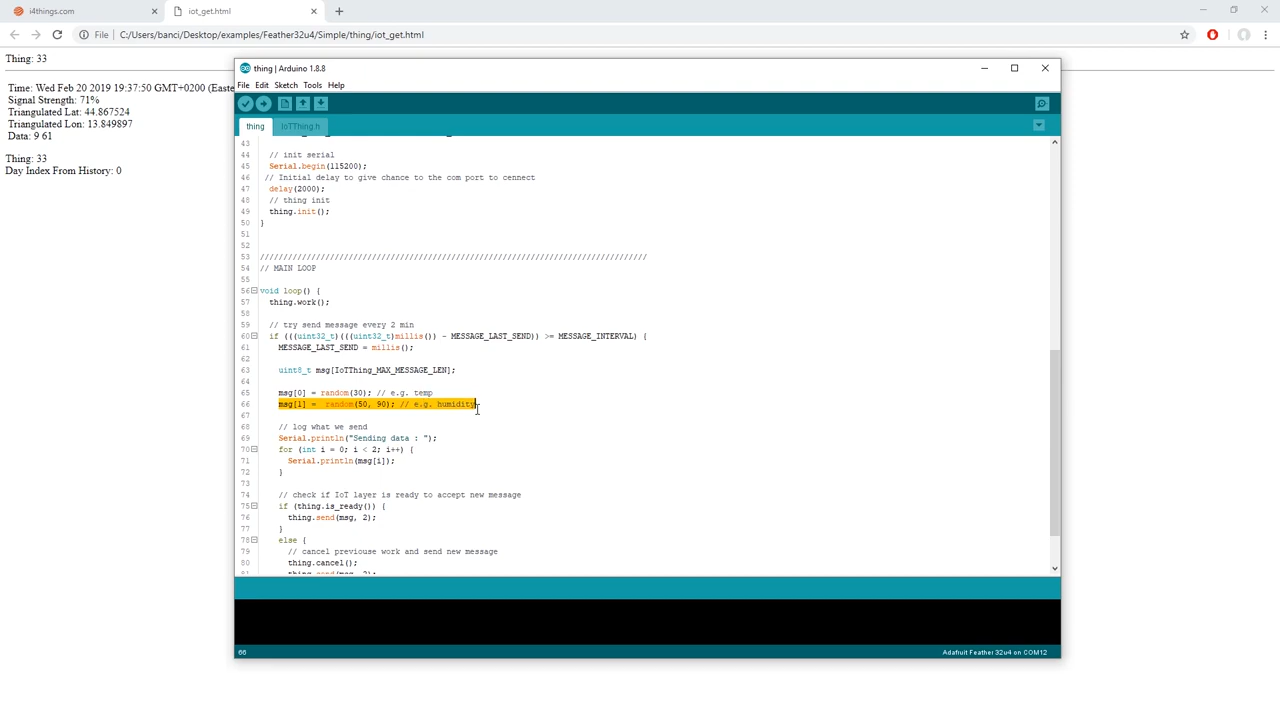 i4things.com
iot_get.html
File C:/Users/banci/Desktop/examples/Feather32u4/Simple/thing/iot_get.html
Thing: 33
Time: Wed Feb 20 2019 19:37:50 GMT+0200 (Easte
Signal Strength: 71%
Triangulated Lat: 44.867524
Triangulated Lon: 13.849897
Data: 9 61
Thing: 33
Day Index From History: 0
thing | Arduino 1.8.8
File Edit Sketch Tools Help
thing IoTThing.h
43
44 // init serial
45 Serial.begin(115200);
46 // Initial delay to give chance to the com port to cennect
47 delay(2000);
48 // thing init
49 thing.init();
50 }
51
52
53 /////////////////////////////////////////////////////////////////////////////////////
54 // MAIN LOOP
55
56 void loop() {
57 thing.work();
58
59 // try send message every 2 min
60 if (((uint32_t)(((uint32_t)millis()) - MESSAGE_LAST_SEND)) >= MESSAGE_INTERVAL) {
61 MESSAGE_LAST_SEND = millis();
62
63 uint8_t msg[IoTThing_MAX_MESSAGE_LEN];
64
65 msg[0] = random(30); // e.g. temp
66 msg[1] = random(50, 90); // e.g. humidity
67
68 // log what we send
69 Serial.println("Sending data : ");
70 for (int i = 0; i < 2; i++) {
71 Serial.println(msg[i]);
72 }
73
74 // check if IoT layer is ready to accept new message
75 if (thing.is_ready()) {
76 thing.send(msg, 2);
77 }
78 else {
79 // cancel previouse work and send new message
80 thing.cancel();
66
Adafruit Feather 32u4 on COM12